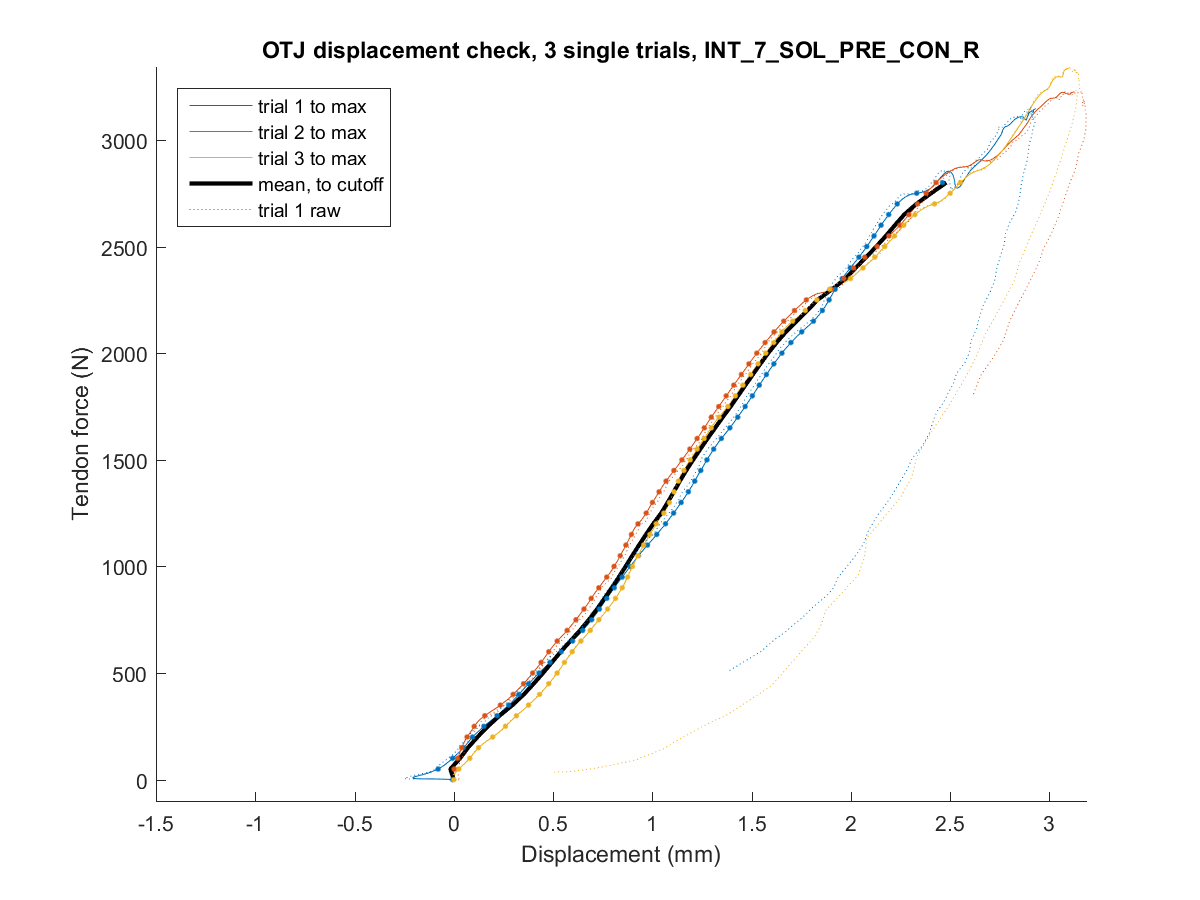 OTJ displacement check, 3 single trials, INT_7_SOL_PRE_CON_R
trial 1 to max
trial 2 to max
trial 3 to max
mean, to cutoff
trial 1 raw
3000
2500
2000
1500
1000
500
0
Tendon force (N)
-1.5 -1 -0.5 0 0.5 1 1.5 2 2.5 3
Displacement (mm)